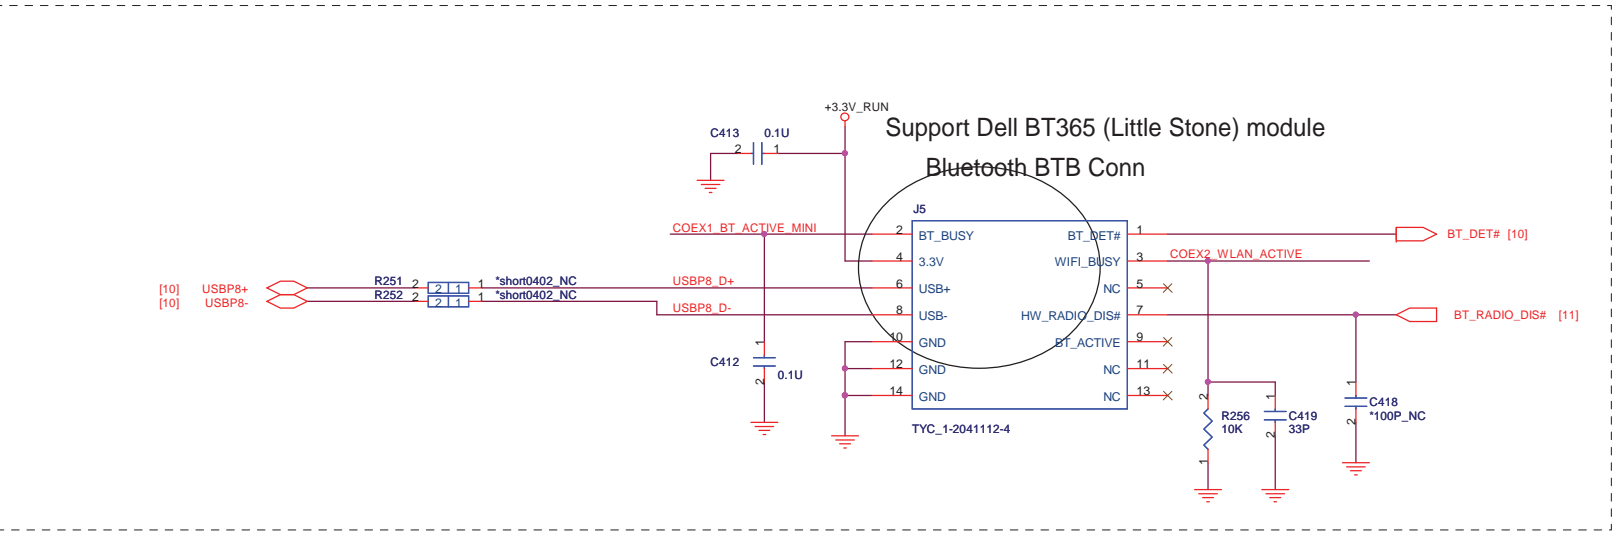 +3.3V_RUN
Support Dell BT365 (Little Stone) module
C413 0.1U
2 1
Bluetooth BTB Conn
J5
COEX1_BT_ACTIVE_MINI 2 BT_BUSY BT_DET# 1 BT_DET# [10]
4 3.3V WIFI_BUSY 3 COEX2_WLAN_ACTIVE
[10] USBP8+ R251 2 2 1 1 *short0402_NC USBP8_D+ 6 USB+ NC 5
[10] USBP8- R252 2 2 1 1 *short0402_NC
USBP8_D- 8 USB- HW_RADIO_DIS# 7 BT_RADIO_DIS# [11]
10 GND BT_ACTIVE 9
1
C412 12 GND NC 11
0.1U
2
14 GND NC 13
2 1 1
R256 C419 C418
10K 33P *100P_NC
TYC_1-2041112-4
1 2 2